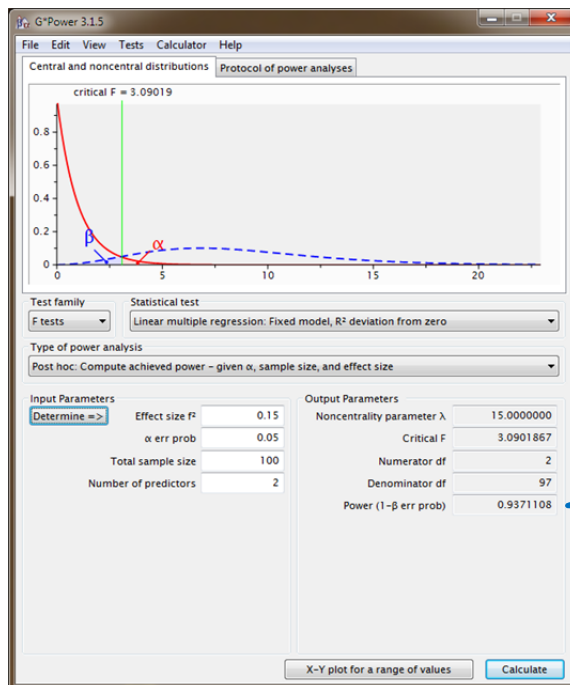 G*Power 3.1.5
File Edit View Tests Calculator Help
Central and noncentral distributions Protocol of power analyses
critical F = 3.09019
0.8
0.6
0.4
0.2
0
β α
0 5 10 15 20
Test family Statistical test
F tests Linear multiple regression: Fixed model, R² deviation from zero
Type of power analysis
Post hoc: Compute achieved power – given α, sample size, and effect size
Input Parameters Output Parameters
Determine => Effect size f² 0.15 Noncentrality parameter λ 15.0000000
α err prob 0.05 Critical F 3.0901867
Total sample size 100 Numerator df 2
Number of predictors 2 Denominator df 97
Power (1-β err prob) 0.9371108
X-Y plot for a range of values Calculate